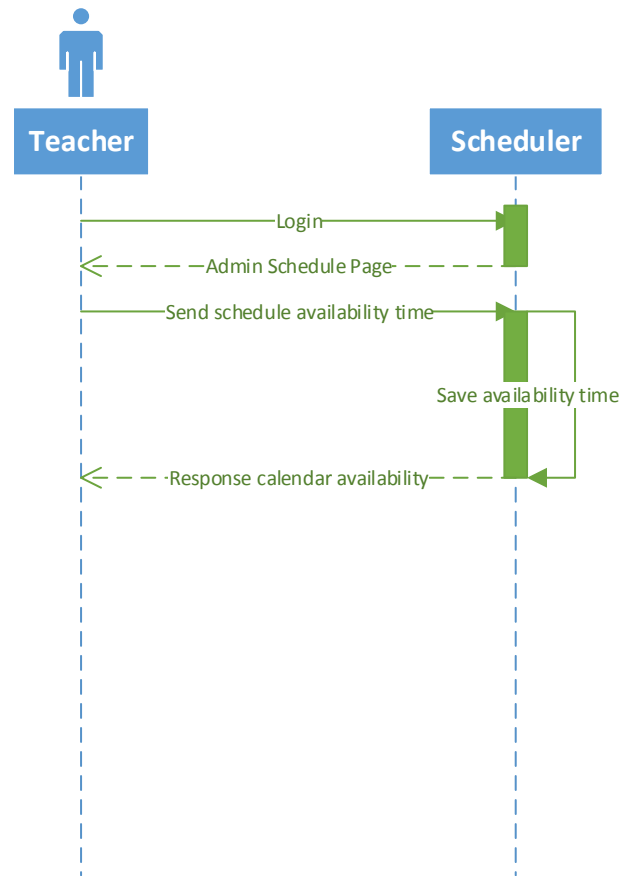 Teacher
Scheduler
Login
Admin Schedule Page
Send schedule availability time
Save availability time
Response calendar availability